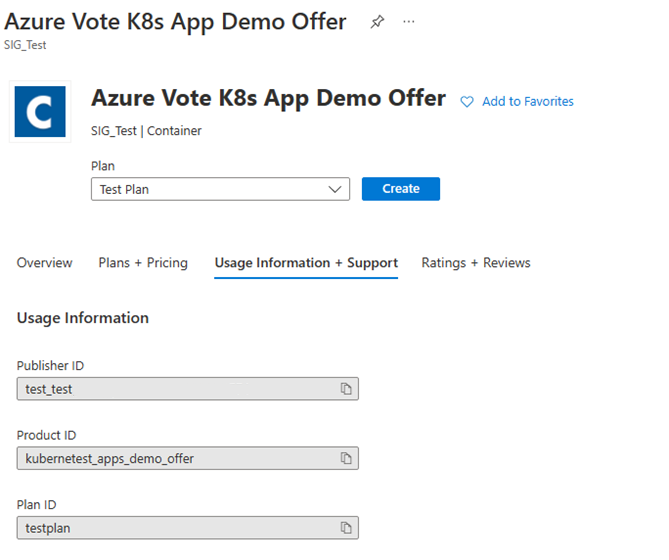 Azure Vote K8s App Demo Offer
SIG_Test
C
Azure Vote K8s App Demo Offer
Add to Favorites
SIG_Test | Container
Plan
Test Plan
Create
Overview
Plans + Pricing
Usage Information + Support
Ratings + Reviews
Usage Information
Publisher ID
test_test
Product ID
kubernetest_apps_demo_offer
Plan ID
testplan